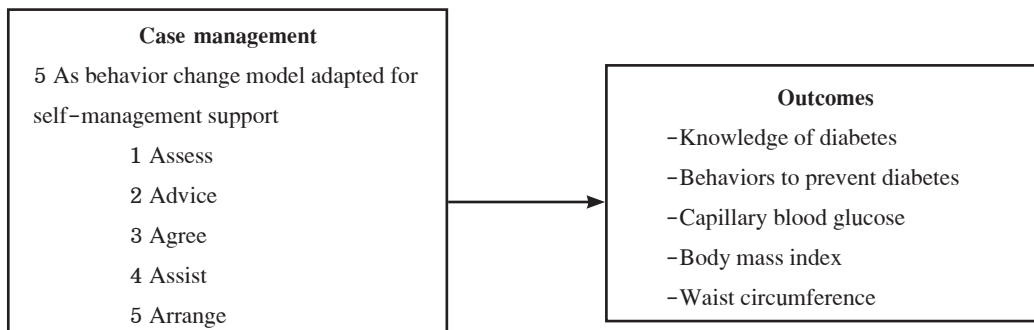 Case management
5 As behavior change model adapted for
self-management support
1 Assess
2 Advice
3 Agree
4 Assist
5 Arrange
Outcomes
-Knowledge of diabetes
-Behaviors to prevent diabetes
-Capillary blood glucose
-Body mass index
-Waist circumference